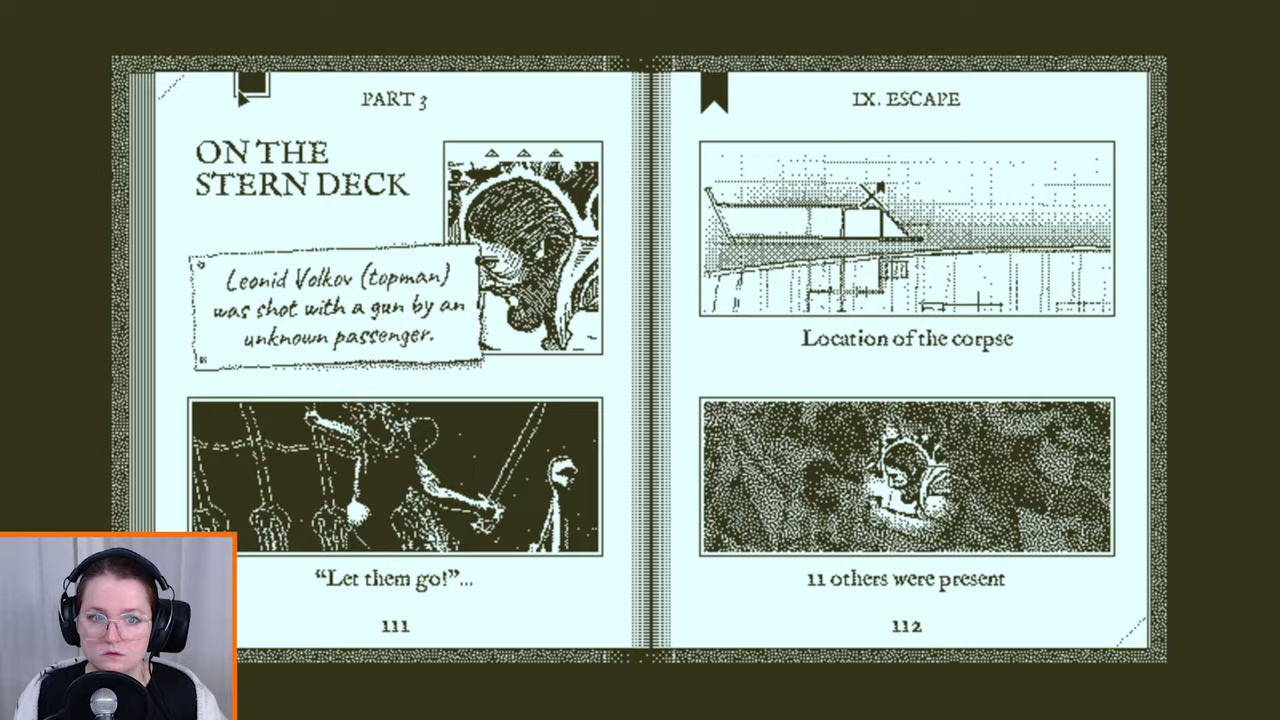 PART 3
ON THE
STERN DECK
Leonid Volkov (topman)
was shot with a gun by an
unknown passenger.
"Let them go!"...
111
IX. ESCAPE
Location of the corpse
11 others were present
112